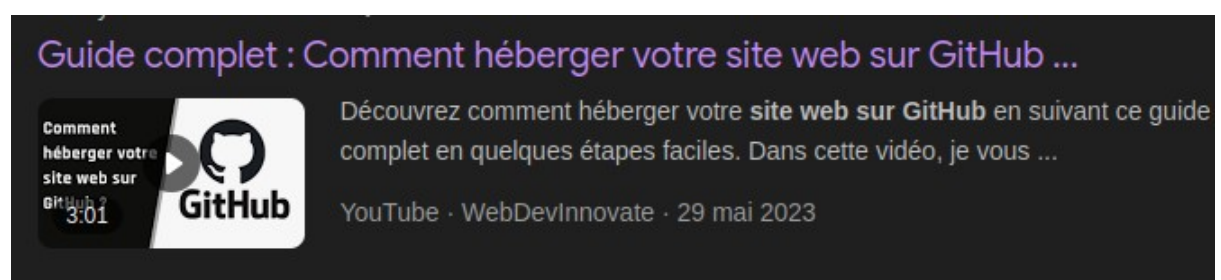 Guide complet : Comment héberger votre site web sur GitHub ...
Comment
héberger votre
site web sur
GitHub ?
3:01
GitHub
Découvrez comment héberger votre site web sur GitHub en suivant ce guide
complet en quelques étapes faciles. Dans cette vidéo, je vous ...
YouTube · WebDevInnovate · 29 mai 2023